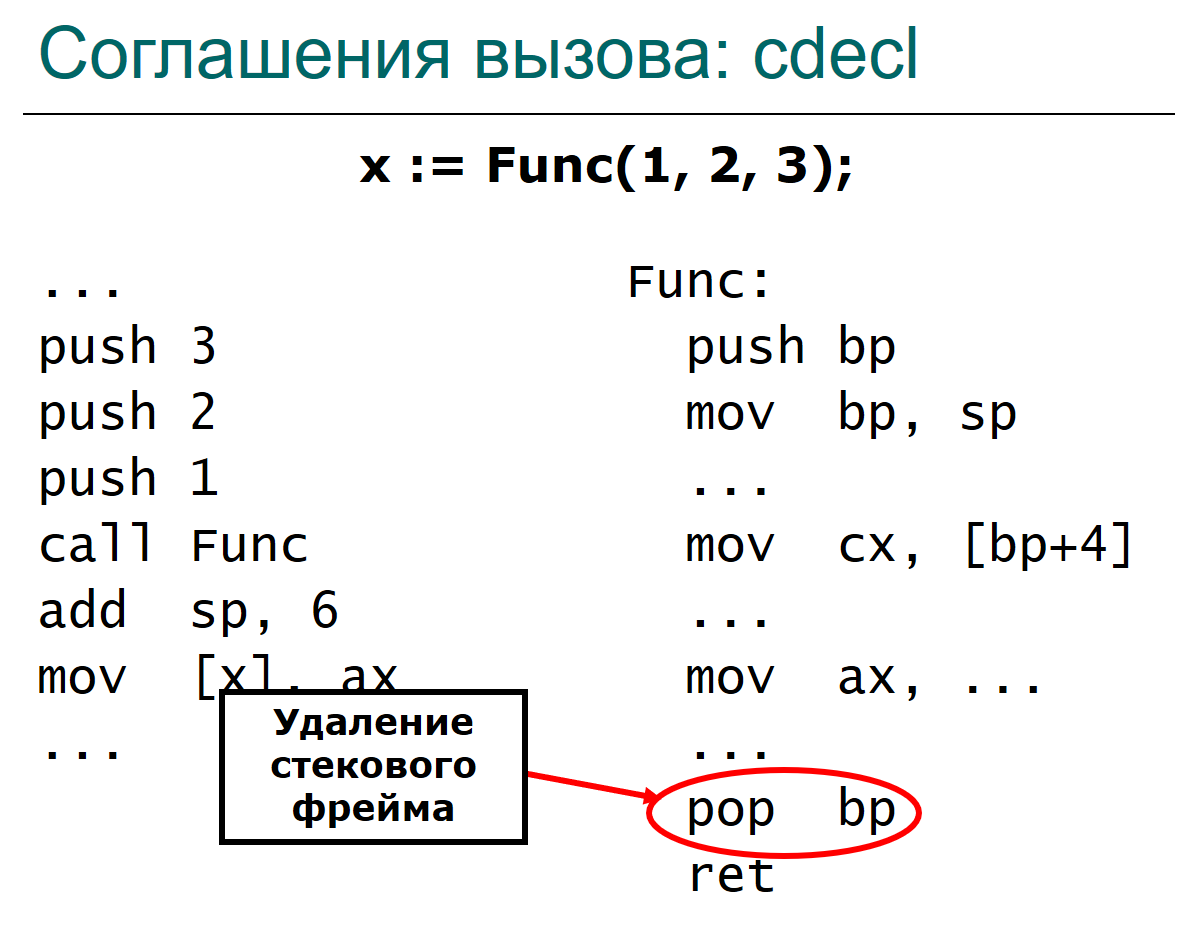 Соглашения вызова: cdecl
x := Func(1, 2, 3);
...
push 3
push 2
push 1
call Func
add sp, 6
mov [x], ax
...
Func:
push bp
mov bp, sp
...
mov cx, [bp+4]
...
mov ax, ...
...
pop bp
ret
Удаление
стекового
фрейма